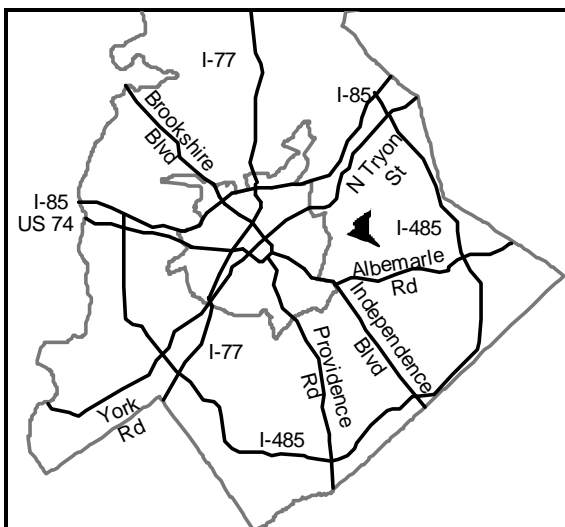 I-77
I-85
Brookshire
Blvd
N Tryon
St
I-85
US 74
I-485
Albemarle
Rd
Independence
Blvd
I-77
Providence
Rd
York
Rd
I-485